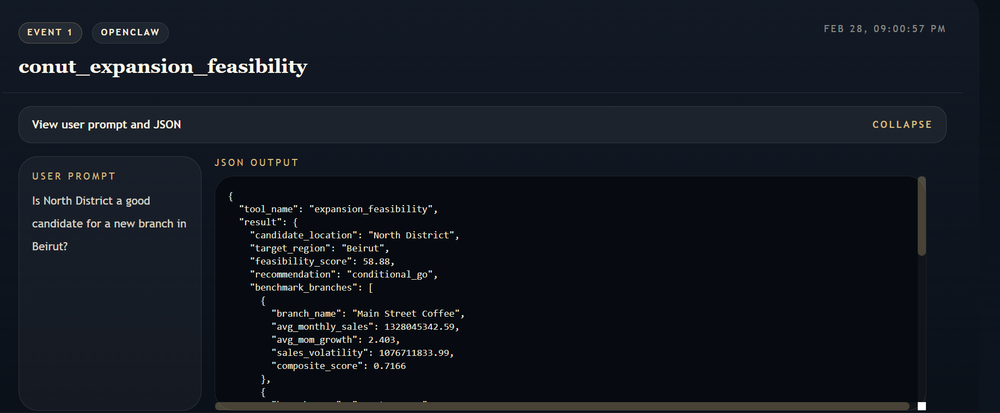 EVENT 1
OPENCLAW
FEB 28, 09:00:57 PM
conut_expansion_feasibility
View user prompt and JSON
COLLAPSE
USER PROMPT
Is North District a good
candidate for a new branch in
Beirut?
JSON OUTPUT
{
"tool_name": "expansion_feasibility",
"result": {
"candidate_location": "North District",
"target_region": "Beirut",
"feasibility_score": 58.88,
"recommendation": "conditional_go",
"benchmark_branches": [
{
"branch_name": "Main Street Coffee",
"avg_monthly_sales": 1328045342.59,
"avg_mom_growth": 2.403,
"sales_volatility": 1076711833.99,
"composite_score": 0.7166
},
{